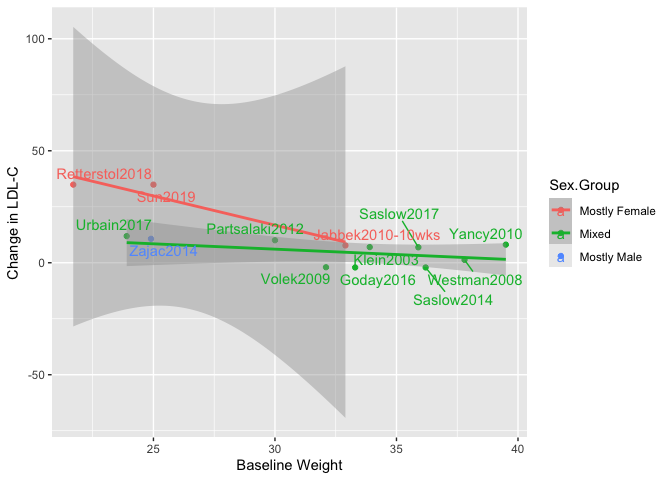 100
50
0
-50
25
30
35
40
Baseline Weight
Change in LDL-C
Retterstol2018
Sun2019
Saslow2017
Urbain2017
Partsalaki2012
Jabbek2010-10wks
Yancy2010
Zajac2014
Klein2003
Volek2009
Goday2016
Westman2008
Saslow2014
Sex.Group
a Mostly Female
a Mixed
a Mostly Male